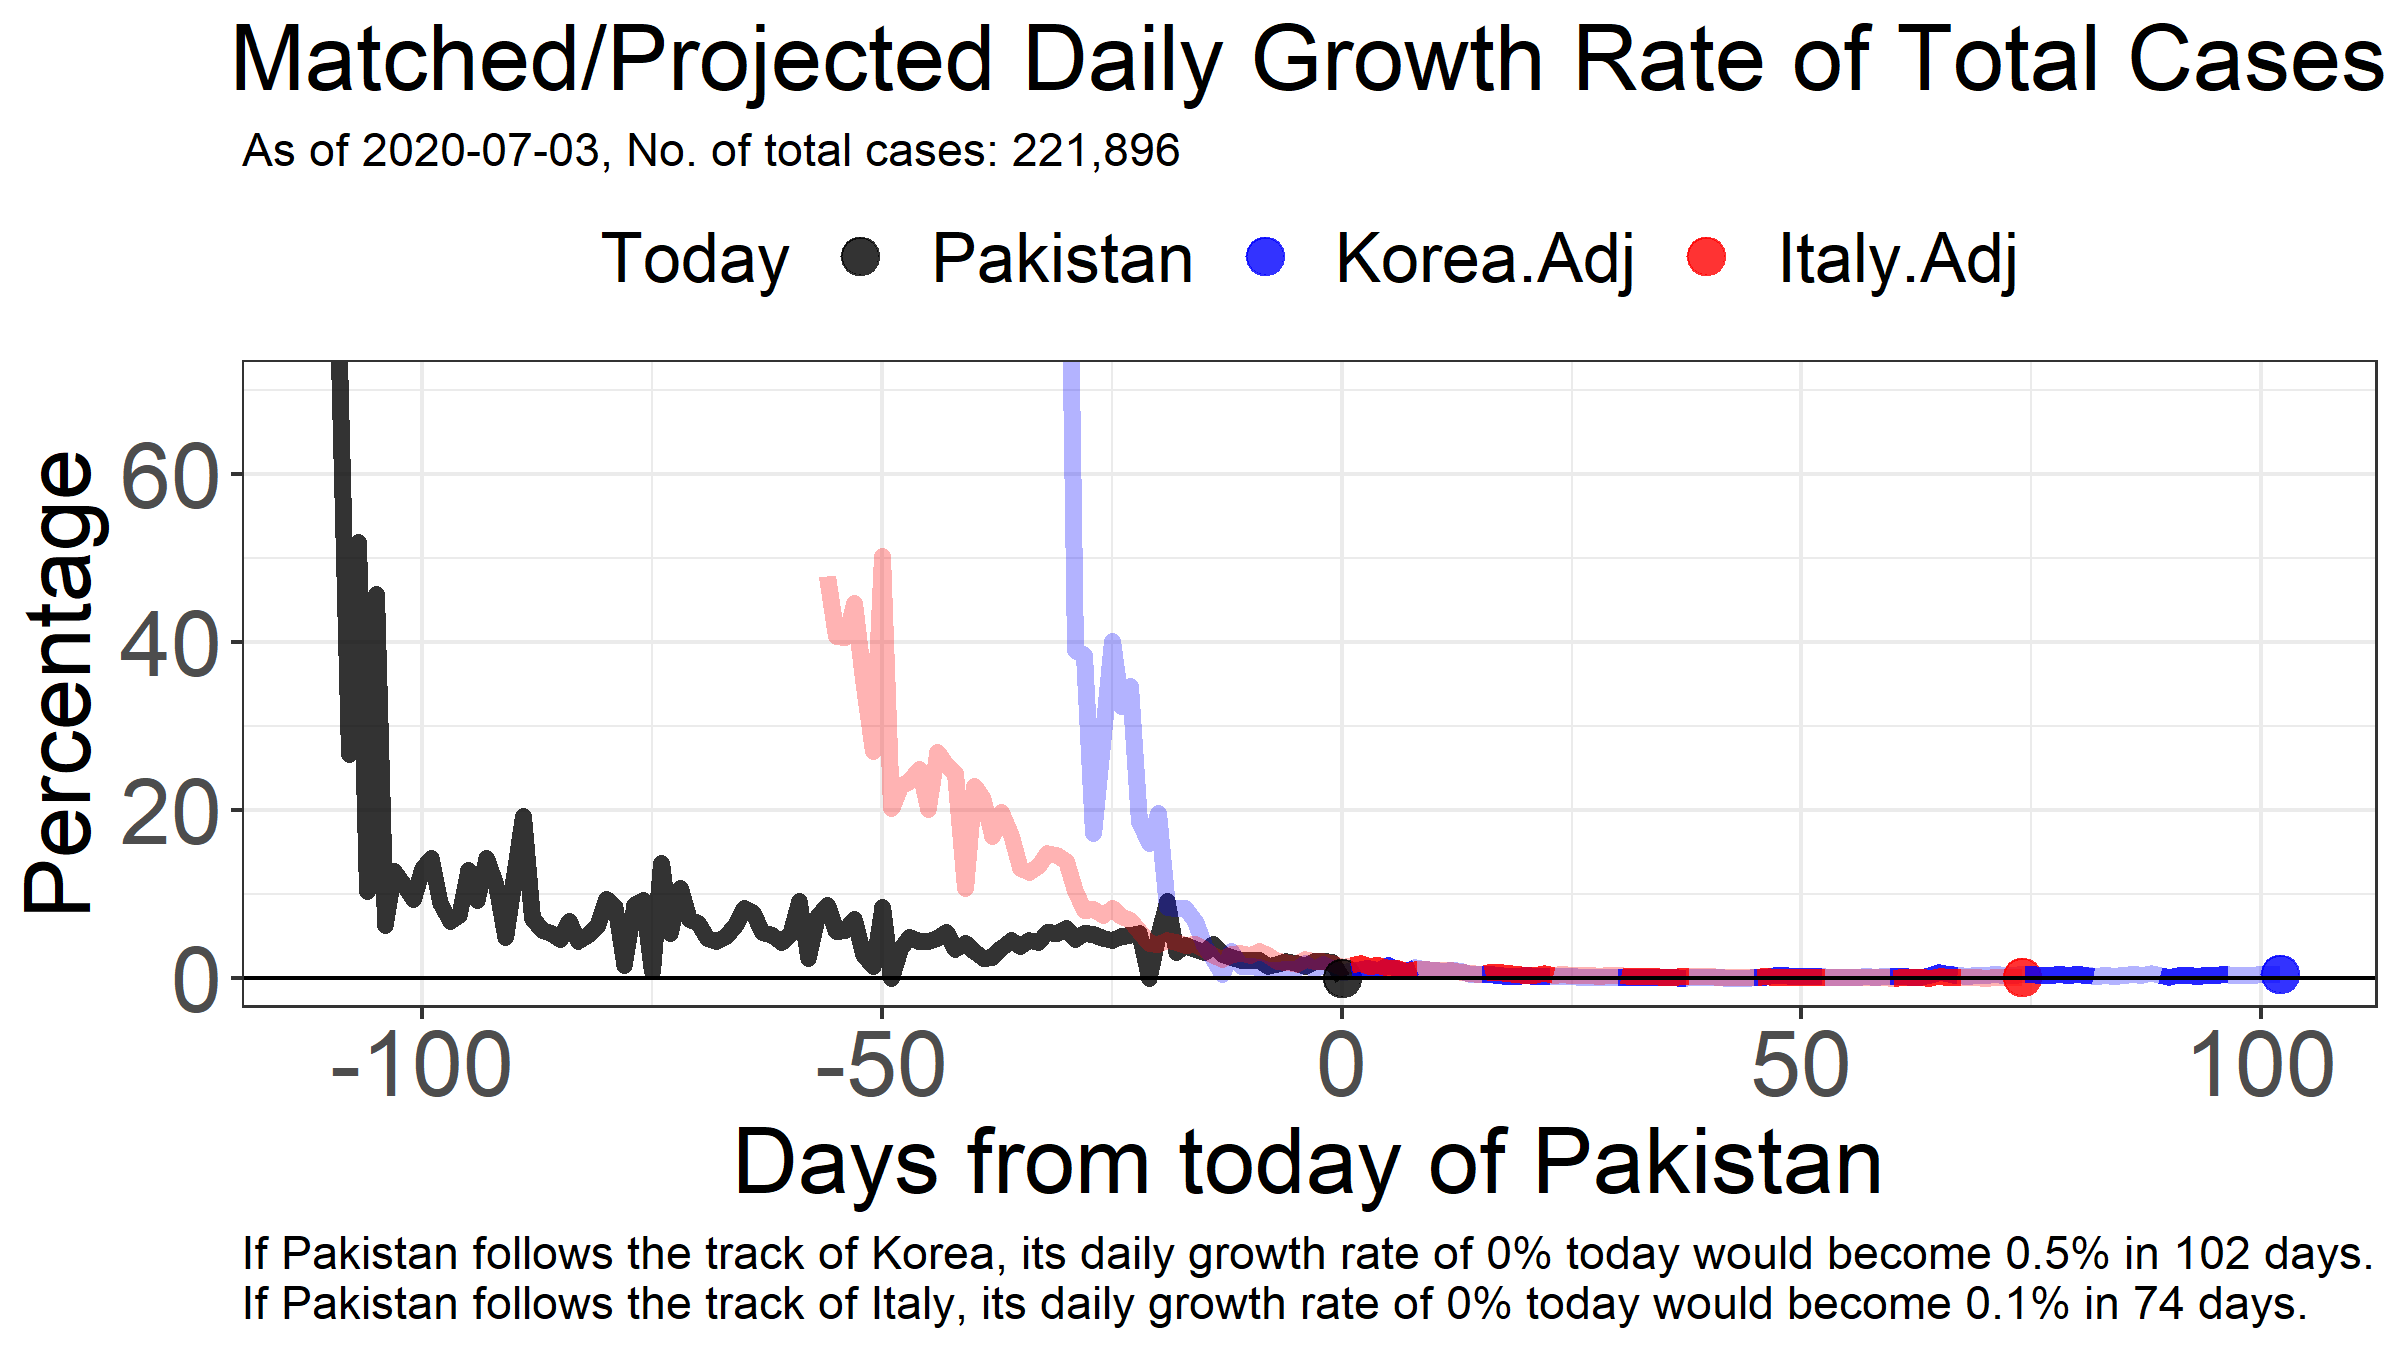 Matched/Projected Daily Growth Rate of Total Cases
As of 2020-07-03, No. of total cases: 221,896
Today Pakistan Korea.Adj Italy.Adj
Percentage
60
40
20
0
-100 -50 0 50 100
Days from today of Pakistan
If Pakistan follows the track of Korea, its daily growth rate of 0% today would become 0.5% in 102 days.
If Pakistan follows the track of Italy, its daily growth rate of 0% today would become 0.1% in 74 days.